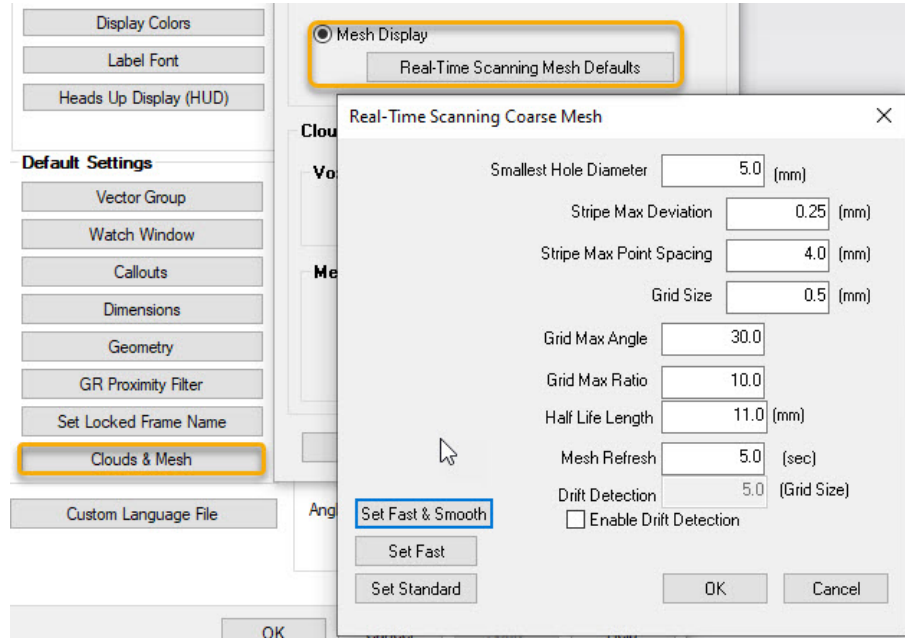 Display Colors
Label Font
Heads Up Display (HUD)
Default Settings
Vector Group
Watch Window
Callouts
Dimensions
Geometry
GR Proximity Filter
Set Locked Frame Name
Clouds & Mesh
Custom Language File
OK
Mesh Display
Real-Time Scanning Mesh Defaults
Clou
Vo
Me
Angl
Real-Time Scanning Coarse Mesh
Smallest Hole Diameter 5.0 (mm)
Stripe Max Deviation 0.25 (mm)
Stripe Max Point Spacing 4.0 (mm)
Grid Size 0.5 (mm)
Grid Max Angle 30.0
Grid Max Ratio 10.0
Half Life Length 11.0 (mm)
Mesh Refresh 5.0 (sec)
Drift Detection 5.0 (Grid Size)
Enable Drift Detection
Set Fast & Smooth
Set Fast
Set Standard
OK Cancel